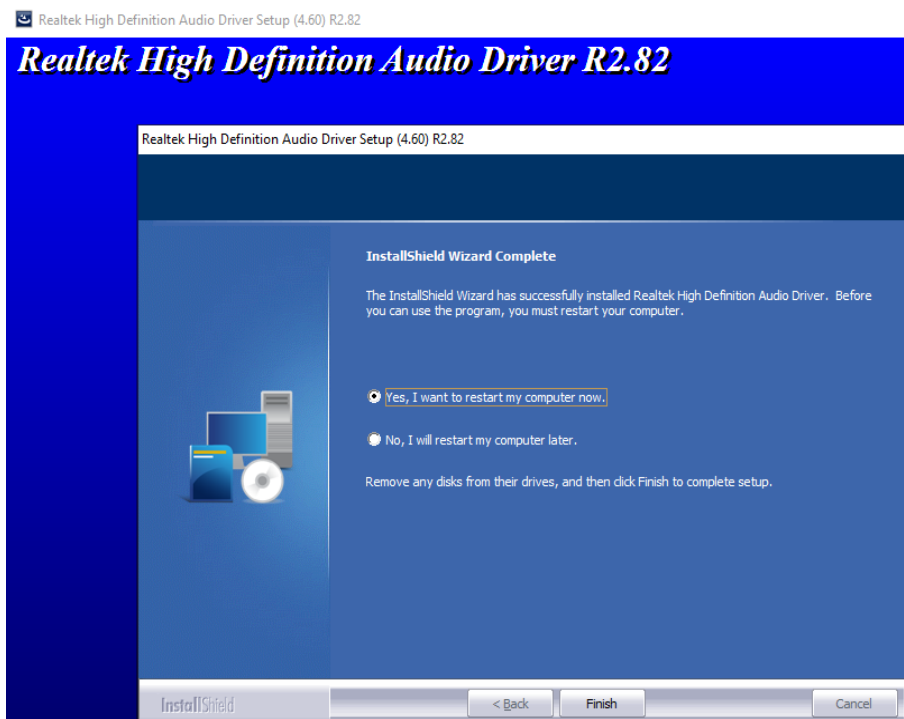 Realtek High Definition Audio Driver Setup (4.60) R2.82
Realtek High Definition Audio Driver R2.82
Realtek High Definition Audio Driver Setup (4.60) R2.82
InstallShield Wizard Complete
The InstallShield Wizard has successfully installed Realtek High Definition Audio Driver. Before
you can use the program, you must restart your computer.
Yes, I want to restart my computer now.
No, I will restart my computer later.
Remove any disks from their drives, and then click Finish to complete setup.
InstallShield
< Back
Finish
Cancel